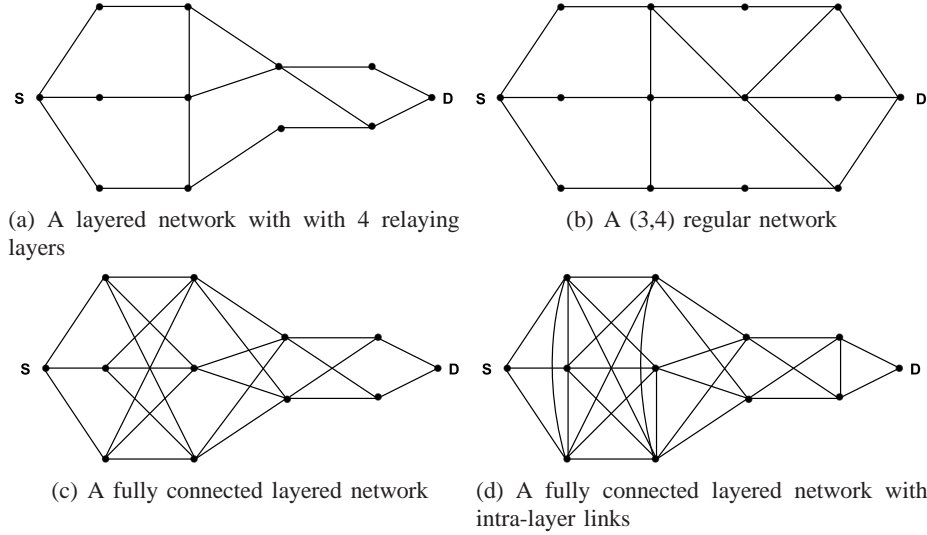 S
D
S
D
(a) A layered network with with 4 relaying
layers
(b) A (3,4) regular network
S
D
S
D
(c) A fully connected layered network
(d) A fully connected layered network with
intra-layer links